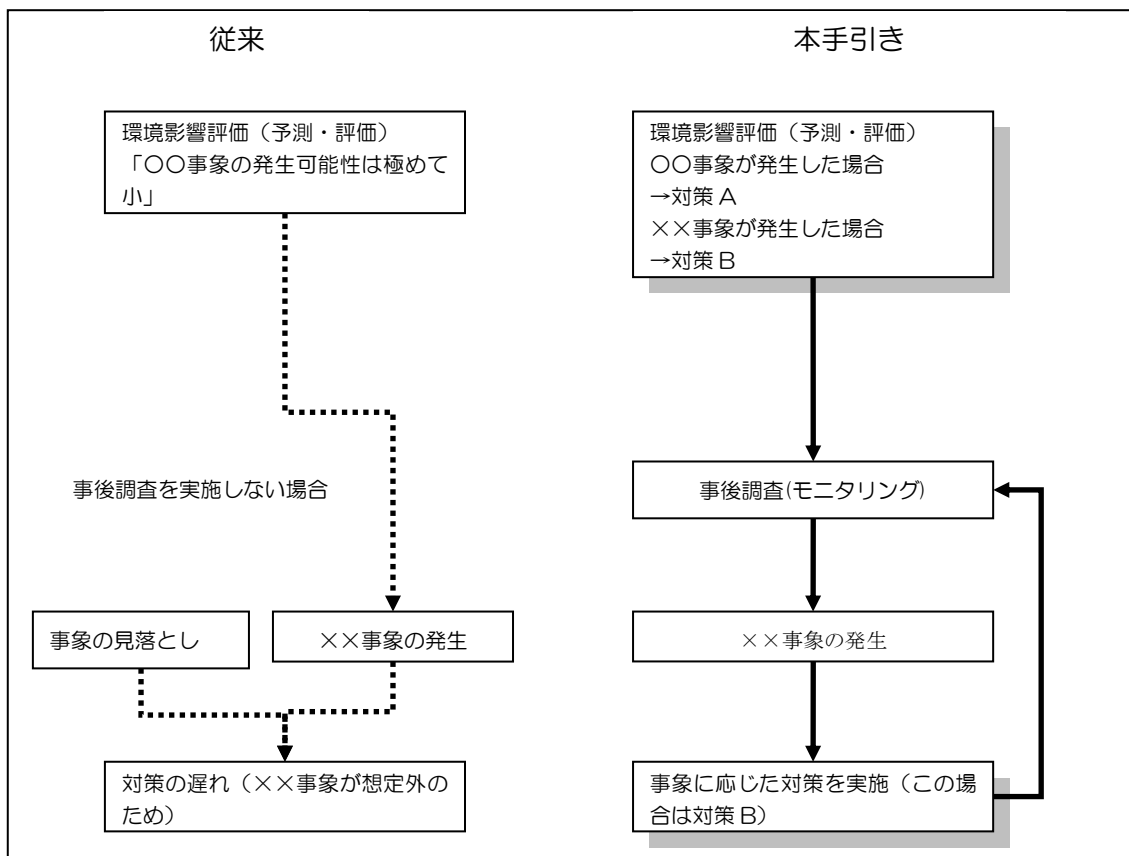 従来
環境影響評価（予測・評価）
「〇〇事象の発生可能性は極めて
小」
事後調査を実施しない場合
事象の見落とし
××事象の発生
対策の遅れ（××事象が想定外の
ため）
本手引き
環境影響評価（予測・評価）
〇〇事象が発生した場合
→対策A
××事象が発生した場合
→対策B
事後調査(モニタリング)
××事象の発生
事象に応じた対策を実施（この場
合は対策B）